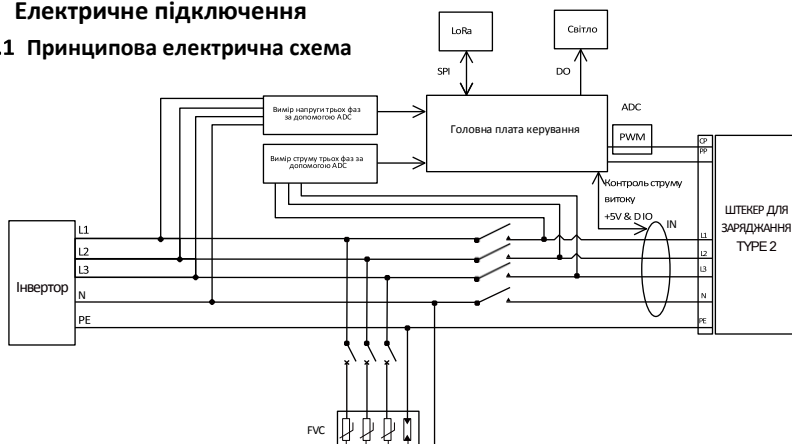 Електричне підключення
.1 Принципова електрична схема
LoRa
Світло
SPI
DO
Вимір напруги трьох фаз
за допомогою ADC
Головна плата керування
ADC
PWM
CP
PP
Вимір струму трьох фаз за
допомогою ADC
Контроль струму
витоку
+5V & DIO
IN
ШТЕКЕР ДЛЯ
ЗАРЯДЖАННЯ
TYPE 2
Інвертор
L1
L2
L3
N
PE
L1
L2
L3
N
PE
FVC